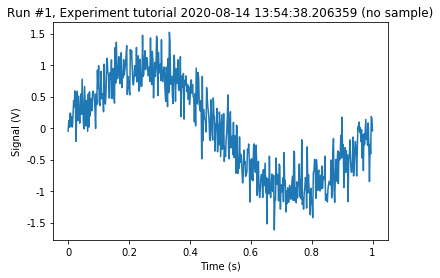 Run #1, Experiment tutorial 2020-08-14 13:54:38.206359 (no sample)
1.5
1
0.5
0
-0.5
-1
-1.5
Signal (V)
0 0.2 0.4 0.6 0.8 1
Time (s)